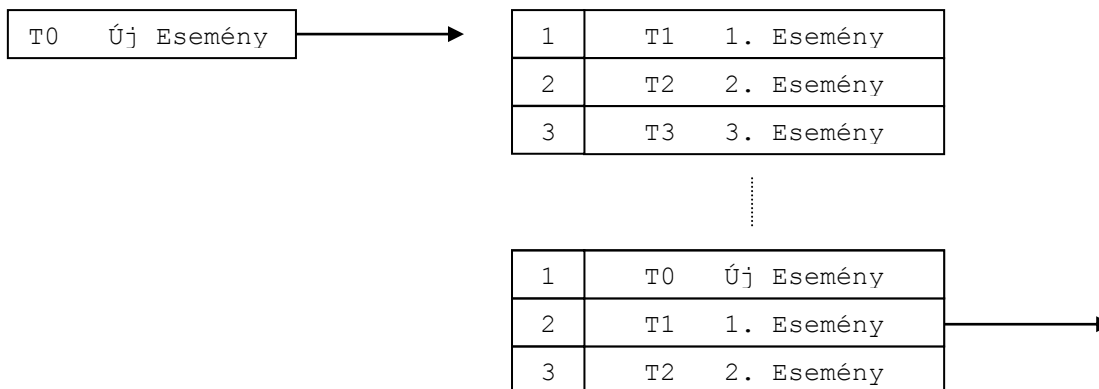 T0 Új Esemény
1 T1 1. Esemény
2 T2 2. Esemény
3 T3 3. Esemény
1 T0 Új Esemény
2 T1 1. Esemény
3 T2 2. Esemény